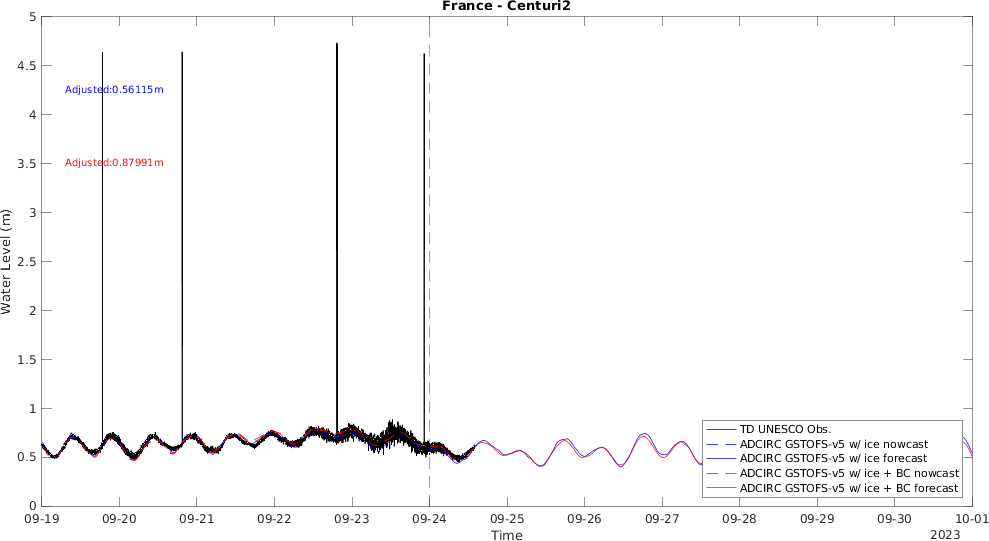 France - Centuri2
5
4.5
4
3.5
3
2.5
2
1.5
1
0.5
0
Water Level (m)
Adjusted:0.56115m
Adjusted:0.87991m
TD UNESCO Obs.
ADCIRC GSTOFS-v5 w/ ice nowcast
ADCIRC GSTOFS-v5 w/ ice forecast
ADCIRC GSTOFS-v5 w/ ice + BC nowcast
ADCIRC GSTOFS-v5 w/ ice + BC forecast
09-19 09-20 09-21 09-22 09-23 09-24 09-25 09-26 09-27 09-28 09-29 09-30 10-01
Time
2023